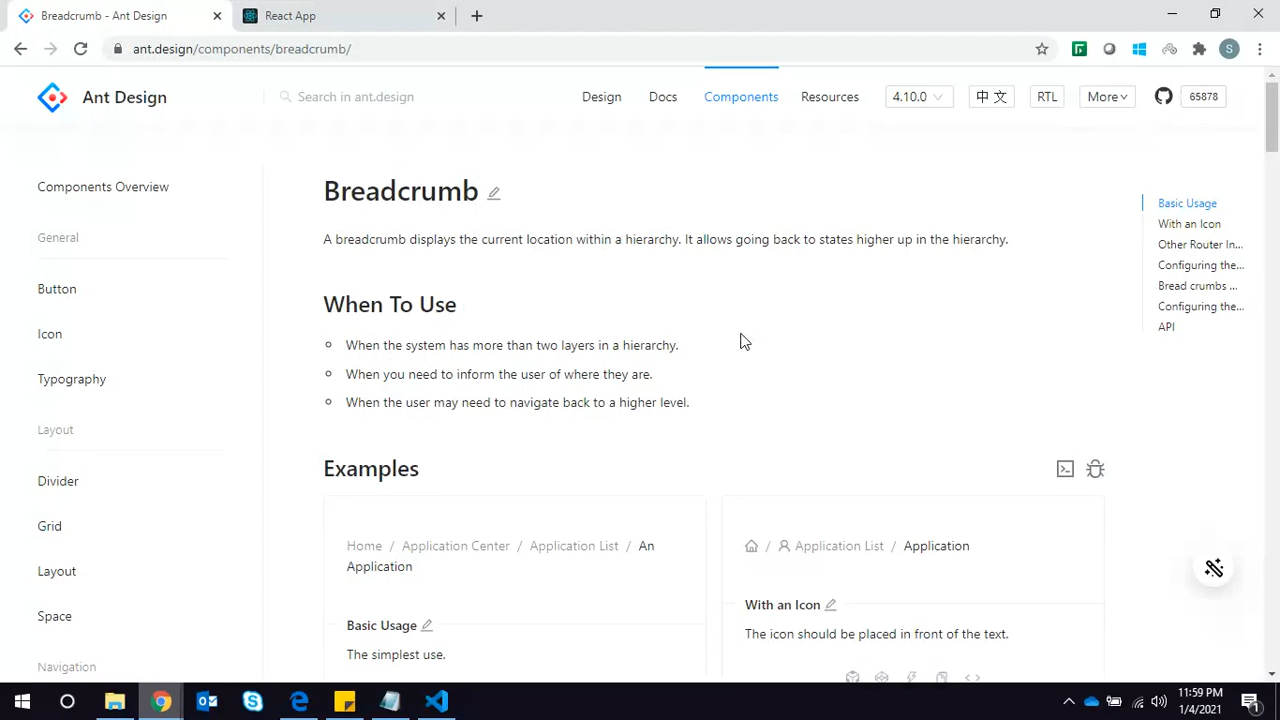 Breadcrumb - Ant Design
React App
ant.design/components/breadcrumb/
S
Ant Design
Search in ant.design
Design
Docs
Components
Resources
4.10.0
中 文
RTL
More
65878
Components Overview
General
Button
Icon
Typography
Layout
Divider
Grid
Layout
Space
Navigation
Breadcrumb
A breadcrumb displays the current location within a hierarchy. It allows going back to states higher up in the hierarchy.
When To Use
When the system has more than two layers in a hierarchy.
When you need to inform the user of where they are.
When the user may need to navigate back to a higher level.
Examples
Home / Application Center / Application List / An
Application
Basic Usage
The simplest use.
/ Application List / Application
With an Icon
The icon should be placed in front of the text.
Basic Usage
With an Icon
Other Router In...
Configuring the...
Bread crumbs ...
Configuring the...
API
11:59 PM
1/4/2021
1